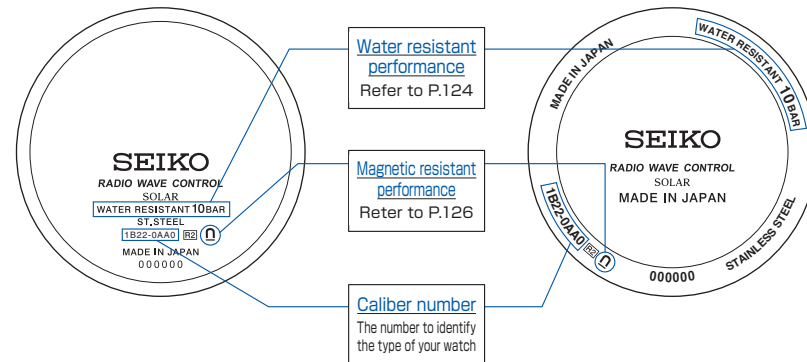 SEIKO
RADIO WAVE CONTROL
SOLAR
WATER RESISTANT 10BAR
ST.STEEL
1B22-0AA0 R2
MADE IN JAPAN
000000
Water resistant
performance
Refer to P.124
Magnetic resistant
performance
Reter to P.126
Caliber number
The number to identify
the type of your watch
MADE IN JAPAN
WATER RESISTANT 10BAR
SEIKO
RADIO WAVE CONTROL
SOLAR
MADE IN JAPAN
1B22-0AA0 R2
000000
STAINLESS STEEL